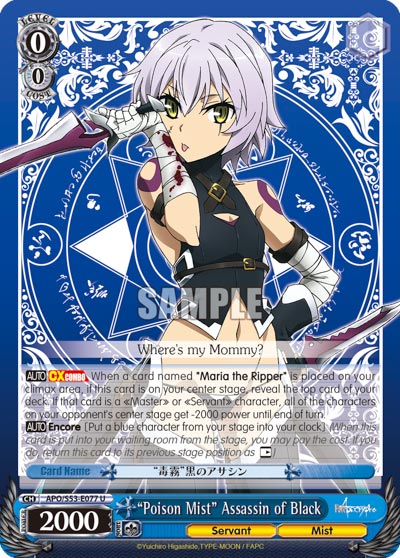 LEVEL
0
0
COST
SAMPLE
Where's my Mommy?
AUTO CXCOMBO When a card named "Maria the Ripper" is placed on your
climax area, if this card is on your center stage, reveal the top card of your
deck. If that card is a «Master» or «Servant» character, all of the characters
on your opponent's center stage get -2000 power until end of turn.
AUTO Encore [Put a blue character from your stage into your clock] (When
this card is put into your waiting room from the stage, you may pay the cost. If you
do, return this card to its previous stage position as
Card Name
"毒霧"黒のアサシン
CH APO/S53-E077 U
POWER 2000
"Poison Mist" Assassin of Black
Servant
Mist
©Yuichiro Higashide,TYPE-MOON / FAPC